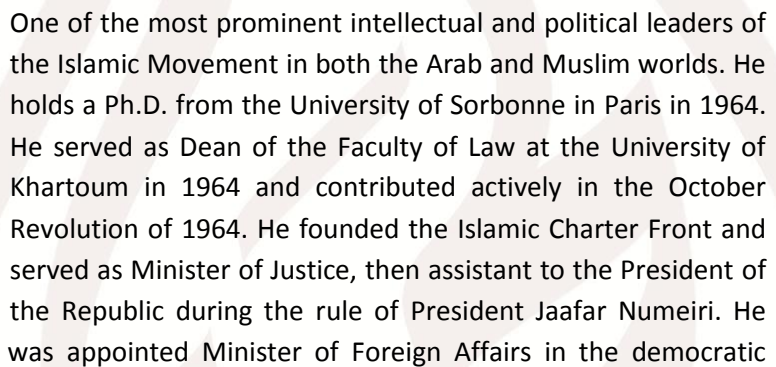 One of the most prominent intellectual and political leaders of
the Islamic Movement in both the Arab and Muslim worlds. He
holds a Ph.D. from the University of Sorbonne in Paris in 1964.
He served as Dean of the Faculty of Law at the University of
Khartoum in 1964 and contributed actively in the October
Revolution of 1964. He founded the Islamic Charter Front and
served as Minister of Justice, then assistant to the President of
the Republic during the rule of President Jaafar Numeiri. He
was appointed Minister of Foreign Affairs in the democratic